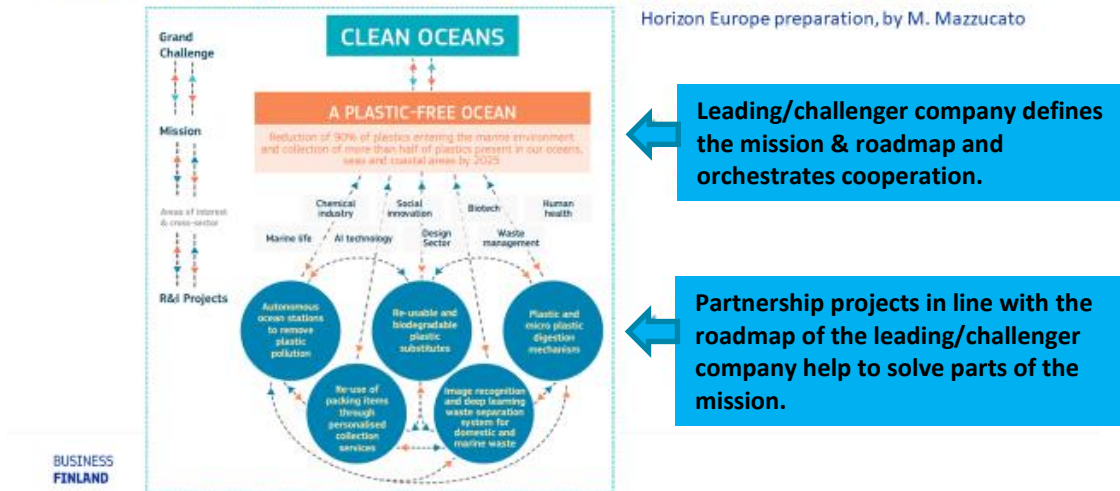 Horizon Europe preparation, by M. Mazzucato
Grand
Challenge
Mission
Areas of interest
& cross-sector
R&I Projects
CLEAN OCEANS
A PLASTIC-FREE OCEAN
Reduction of 90% of plastics entering the marine environment
and collection of more than half of plastics present in our oceans,
seas and coastal areas by 2025
Chemical
industry
Social
innovation
Biotech
Human
health
Marine life
AI technology
Design
Sector
Waste
management
Autonomous
ocean stations
to remove
plastic
pollution
Re-usable and
biodegradable
plastic
substitutes
Plastic and
micro plastic
digestion
mechanism
Re-use of
packing items
through
personalised
collection
services
Image recognition
and deep learning
waste separation
system for
domestic and
marine waste
Leading/challenger company defines
the mission & roadmap and
orchestrates cooperation.
Partnership projects in line with the
roadmap of the leading/challenger
company help to solve parts of the
mission.
BUSINESS
FINLAND